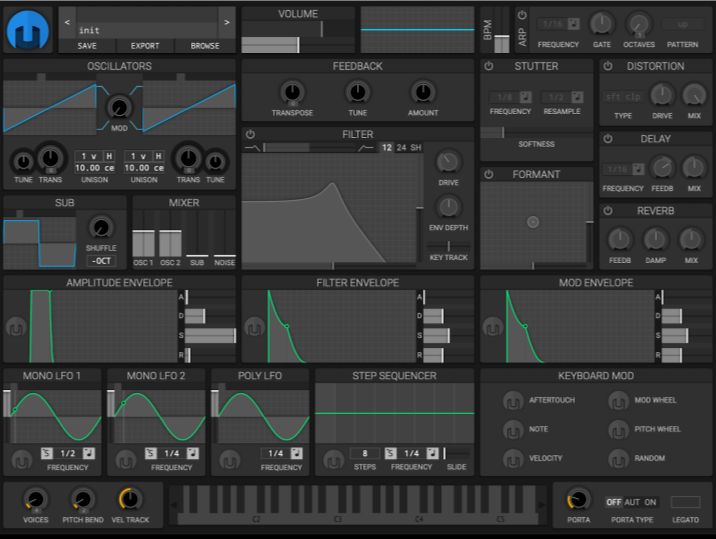 < >
init
SAVE EXPORT BROWSE
VOLUME
BPM
ARP
1/16
FREQUENCY GATE OCTAVES PATTERN
up
OSCILLATORS
MOD
TUNE TRANS
1 v H
10.00 ce
UNISON
1 v H
10.00 ce
UNISON
TRANS TUNE
FEEDBACK
TRANSPOSE TUNE AMOUNT
FILTER
12 24 SH
DRIVE
ENV DEPTH
KEY TRACK
STUTTER
1/8 1/2
FREQUENCY RESAMPLE
SOFTNESS
DISTORTION
sft clp
TYPE DRIVE MIX
DELAY
1/16
FREQUENCY FEEDB MIX
FORMANT
REVERB
FEEDB DAMP MIX
SUB
SHUFFLE
-OCT
MIXER
OSC 1 OSC 2 SUB NOISE
AMPLITUDE ENVELOPE
A
D
S
R
FILTER ENVELOPE
A
D
S
R
MOD ENVELOPE
A
D
S
R
MONO LFO 1
1/2
FREQUENCY
MONO LFO 2
1/4
FREQUENCY
POLY LFO
1/4
FREQUENCY
STEP SEQUENCER
8 1/4
STEPS FREQUENCY SLIDE
KEYBOARD MOD
AFTERTOUCH MOD WHEEL
NOTE PITCH WHEEL
VELOCITY RANDOM
VOICES PITCH BEND VEL TRACK
C2 C3 C4 C5
OFF AUT ON
PORTA PORTA TYPE LEGATO